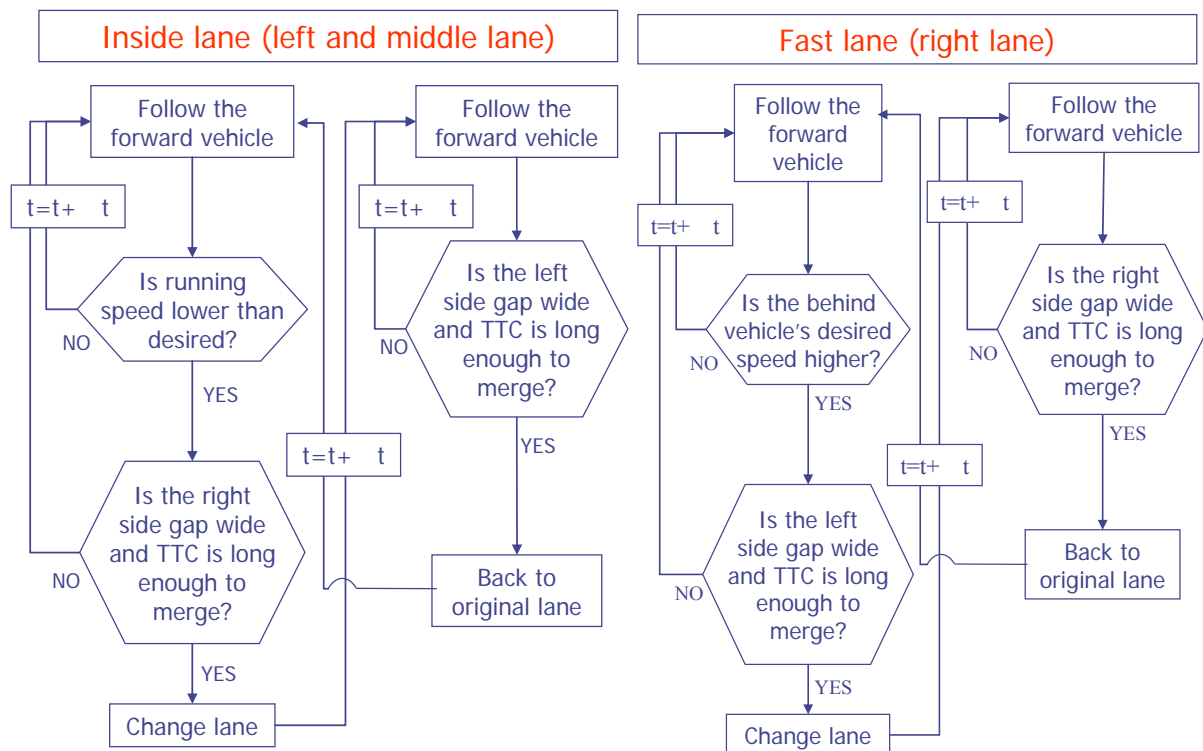 Inside lane (left and middle lane)
Follow the
forward vehicle
t=t+ t
Is running
speed lower than
desired?
NO
YES
Is the right
side gap wide
and TTC is long
enough to
merge?
NO
YES
Change lane
t=t+ t
Follow the
forward vehicle
t=t+ t
Is the left
side gap wide
and TTC is long
enough to
merge?
NO
YES
Back to
original lane
Fast lane (right lane)
Follow the
forward
vehicle
t=t+ t
Is the behind
vehicle's desired
speed higher?
NO
YES
Is the left
side gap wide
and TTC is long
enough to
merge?
NO
YES
Change lane
t=t+ t
Follow the
forward vehicle
t=t+ t
Is the right
side gap wide
and TTC is long
enough to
merge?
NO
YES
Back to
original lane